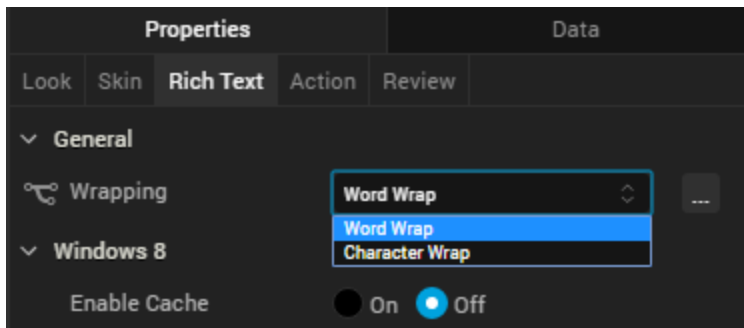 Properties Data
Look Skin Rich Text Action Review
General
Wrapping Word Wrap ...
Word Wrap
Windows 8 Character Wrap
Enable Cache On Off